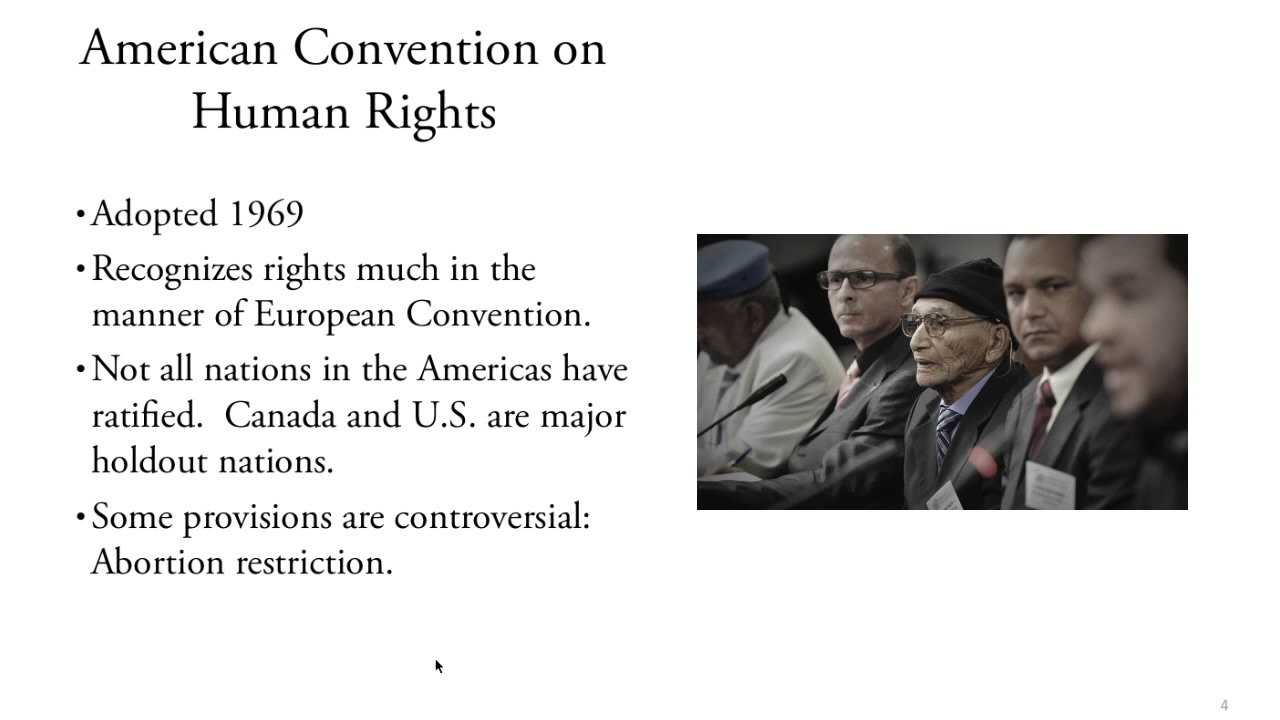 American Convention on
Human Rights
•Adopted 1969
•Recognizes rights much in the
manner of European Convention.
•Not all nations in the Americas have
ratified.  Canada and U.S. are major
holdout nations.
•Some provisions are controversial:
Abortion restriction.
4